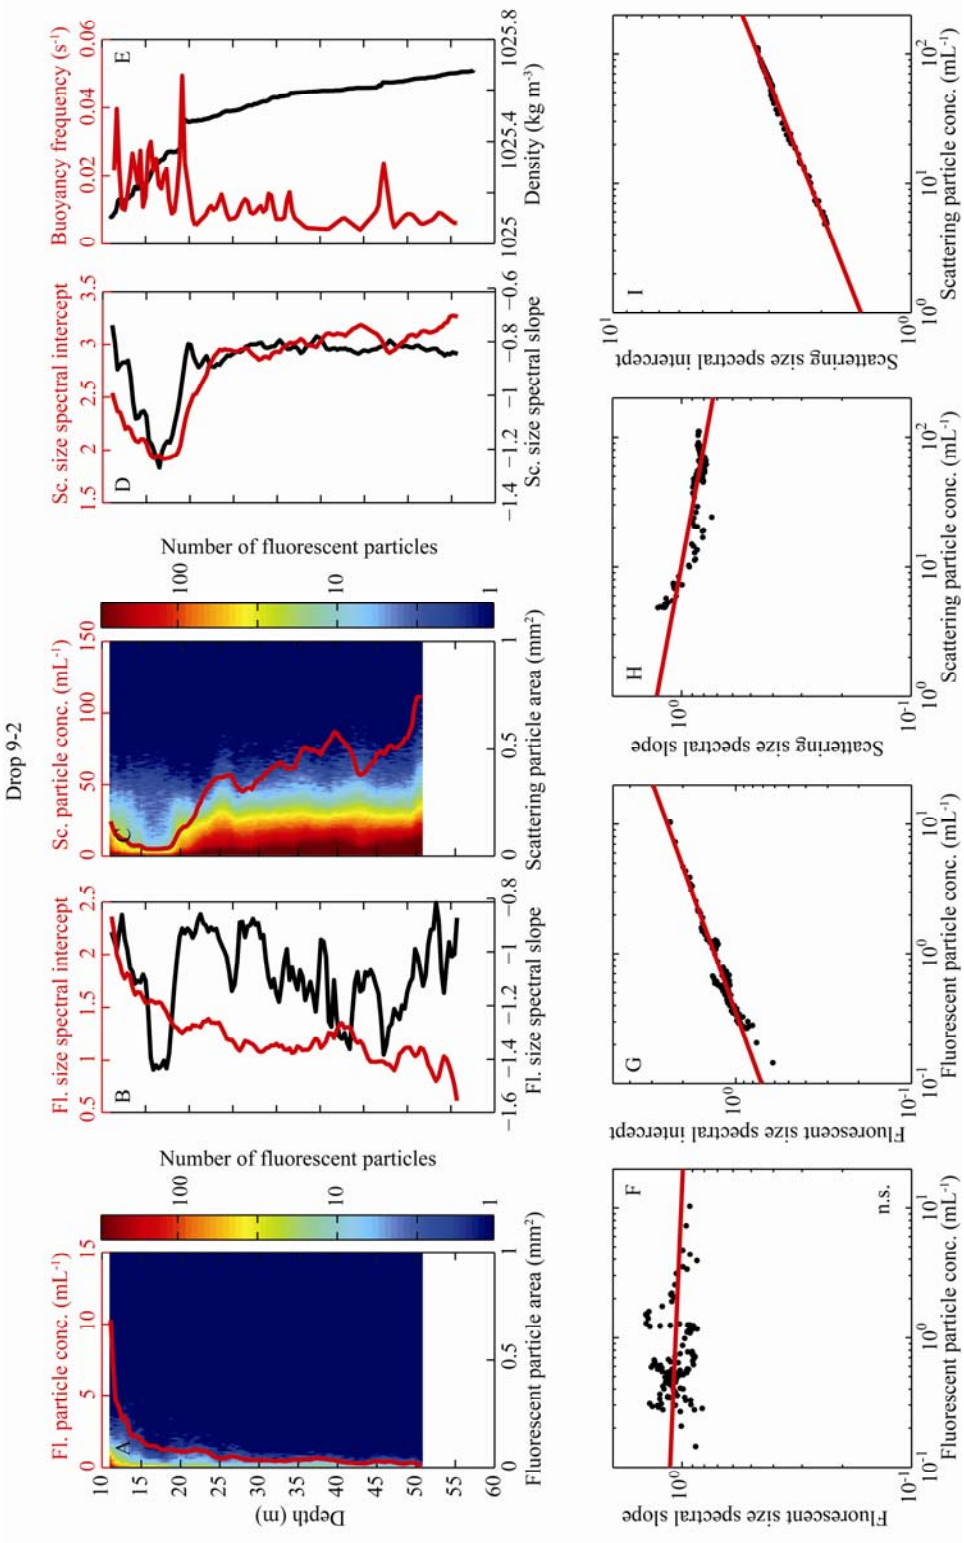 Drop 9-2
Fl. particle conc. (mL⁻¹)
0 5 10 15
A
10
15
20
25
30
35
40
45
50
55
60
Depth (m)
0 0.5 1
Fluorescent particle area (mm²)
100
10
1
Number of fluorescent particles
Fl. size spectral intercept
0.5 1 1.5 2 2.5
B
−1.6 −1.4 −1.2 −1 −0.8
Fl. size spectral slope
Sc. particle conc. (mL⁻¹)
0 50 100 150
C
0 0.5 1
Scattering particle area (mm²)
100
10
1
Number of fluorescent particles
Sc. size spectral intercept
1.5 2 2.5 3 3.5
D
−1.4 −1.2 −1 −0.8 −0.6
Sc. size spectral slope
Buoyancy frequency (s⁻¹)
0 0.02 0.04 0.06
E
1025 1025.4 1025.8
Density (kg m⁻³)
Fluorescent size spectral slope
10⁰
10⁻¹
F
n.s.
10⁻¹ 10⁰ 10¹
Fluorescent particle conc. (mL⁻¹)
Fluorescent size spectral intercept
10⁰
10⁻¹
G
10⁻¹ 10⁰ 10¹
Fluorescent particle conc. (mL⁻¹)
Scattering size spectral slope
10⁰
10⁻¹
H
10⁰ 10¹ 10²
Scattering particle conc. (mL⁻¹)
Scattering size spectral intercept
10¹
10⁰
I
10⁰ 10¹ 10²
Scattering particle conc. (mL⁻¹)